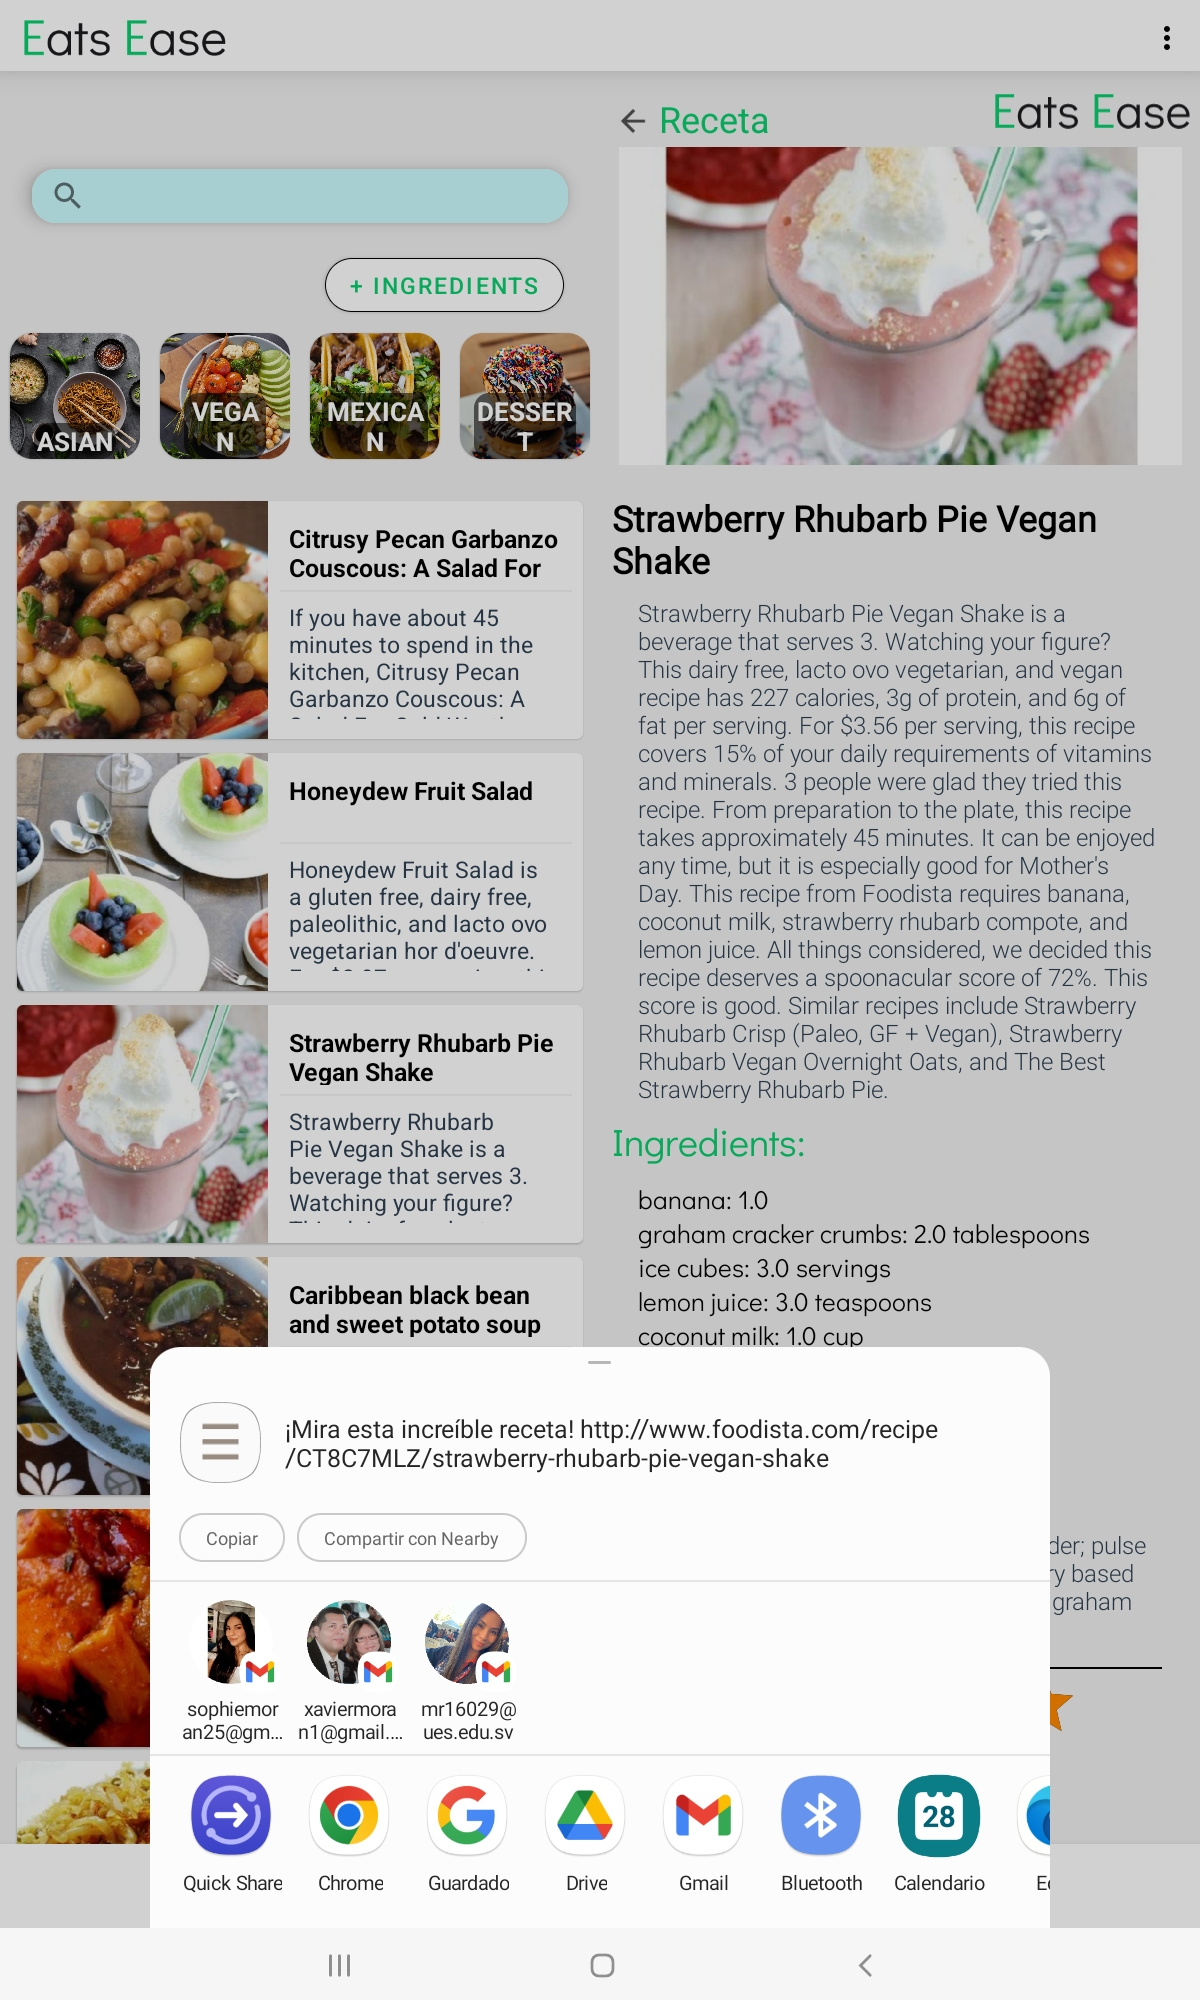 Eats Ease
+ INGREDIENTS
ASIAN
VEGA
N
MEXICA
N
DESSER
T
Citrusy Pecan Garbanzo
Couscous: A Salad For
If you have about 45
minutes to spend in the
kitchen, Citrusy Pecan
Garbanzo Couscous: A
Honeydew Fruit Salad
Honeydew Fruit Salad is
a gluten free, dairy free,
paleolithic, and lacto ovo
vegetarian hor d'oeuvre.
Strawberry Rhubarb Pie
Vegan Shake
Strawberry Rhubarb
Pie Vegan Shake is a
beverage that serves 3.
Watching your figure?
Caribbean black bean
and sweet potato soup
Receta
Eats Ease
Strawberry Rhubarb Pie Vegan
Shake
Strawberry Rhubarb Pie Vegan Shake is a
beverage that serves 3. Watching your figure?
This dairy free, lacto ovo vegetarian, and vegan
recipe has 227 calories, 3g of protein, and 6g of
fat per serving. For $3.56 per serving, this recipe
covers 15% of your daily requirements of vitamins
and minerals. 3 people were glad they tried this
recipe. From preparation to the plate, this recipe
takes approximately 45 minutes. It can be enjoyed
any time, but it is especially good for Mother's
Day. This recipe from Foodista requires banana,
coconut milk, strawberry rhubarb compote, and
lemon juice. All things considered, we decided this
recipe deserves a spoonacular score of 72%. This
score is good. Similar recipes include Strawberry
Rhubarb Crisp (Paleo, GF + Vegan), Strawberry
Rhubarb Vegan Overnight Oats, and The Best
Strawberry Rhubarb Pie.
Ingredients:
banana: 1.0
graham cracker crumbs: 2.0 tablespoons
ice cubes: 3.0 servings
lemon juice: 3.0 teaspoons
coconut milk: 1.0 cup
der; pulse
ry based
graham
¡Mira esta increíble receta! http://www.foodista.com/recipe
/CT8C7MLZ/strawberry-rhubarb-pie-vegan-shake
Copiar
Compartir con Nearby
sophiemor
an25@gm...
xaviermora
n1@gmail....
mr16029@
ues.edu.sv
28
Quick Share
Chrome
Guardado
Drive
Gmail
Bluetooth
Calendario